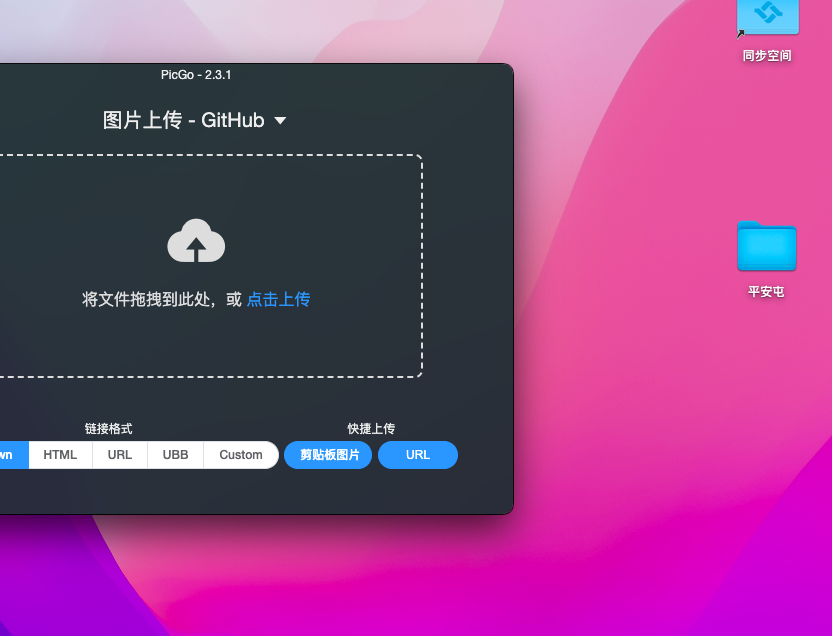 PicGo - 2.3.1
图片上传 - GitHub
将文件拖拽到此处，或 点击上传
链接格式
快捷上传
wn HTML URL UBB Custom
剪贴板图片 URL
同步空间
平安屯